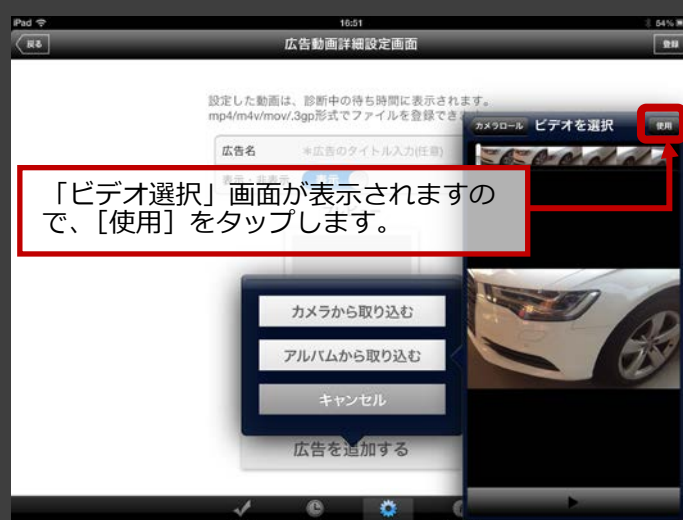 iPad
16:51
54%
戻る
広告動画詳細設定画面
登録
設定した動画は、診断中の待ち時間に表示されます。
mp4/m4v/mov/.3gp形式でファイルを登録でき
カメラロール
ビデオを選択
使用
広告名
＊広告のタイトル入力(任意)
表示・非表示
表示
「ビデオ選択」画面が表示されますの
で、[使用] をタップします。
カメラから取り込む
アルバムから取り込む
キャンセル
広告を追加する